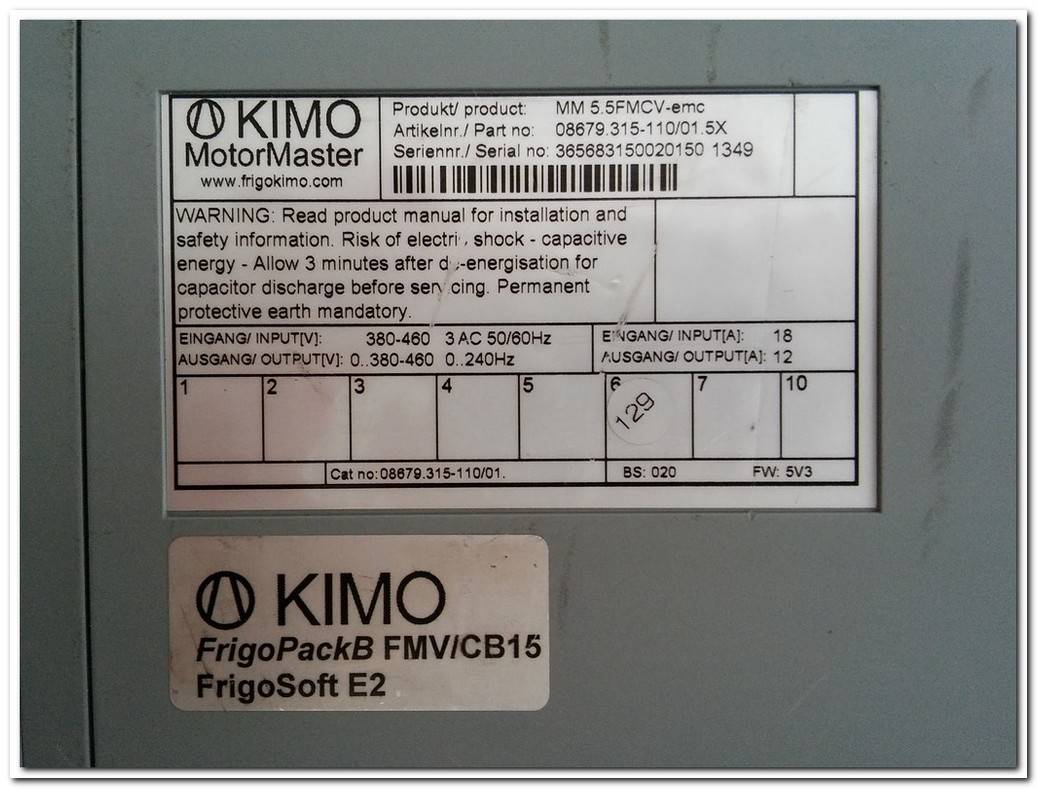 KIMO
MotorMaster
www.frigokimo.com
Produkt/ product: MM 5.5FMCV-emc
Artikelnr./ Part no: 08679.315-110/01.5X
Seriennr./ Serial no: 365683150020150 1349
WARNING: Read product manual for installation and
safety information. Risk of shock - capacitive
energy - Allow 3 minutes after -energisation for
capacitor discharge before servicing. Permanent
protective earth mandatory.
EINGANG/ INPUT[V]: 380-460 3 AC 50/60Hz
AUSGANG/ OUTPUT[V]: 0..380-460 0..240Hz
EINGANG/ INPUT[A]: 18
AUSGANG/ OUTPUT[A]: 12
1 2 3 4 5 6 7 10
129
Cat no:08679.315-110/01.
BS: 020 FW: 5V3
KIMO
FrigoPackB FMV/CB15
FrigoSoft E2